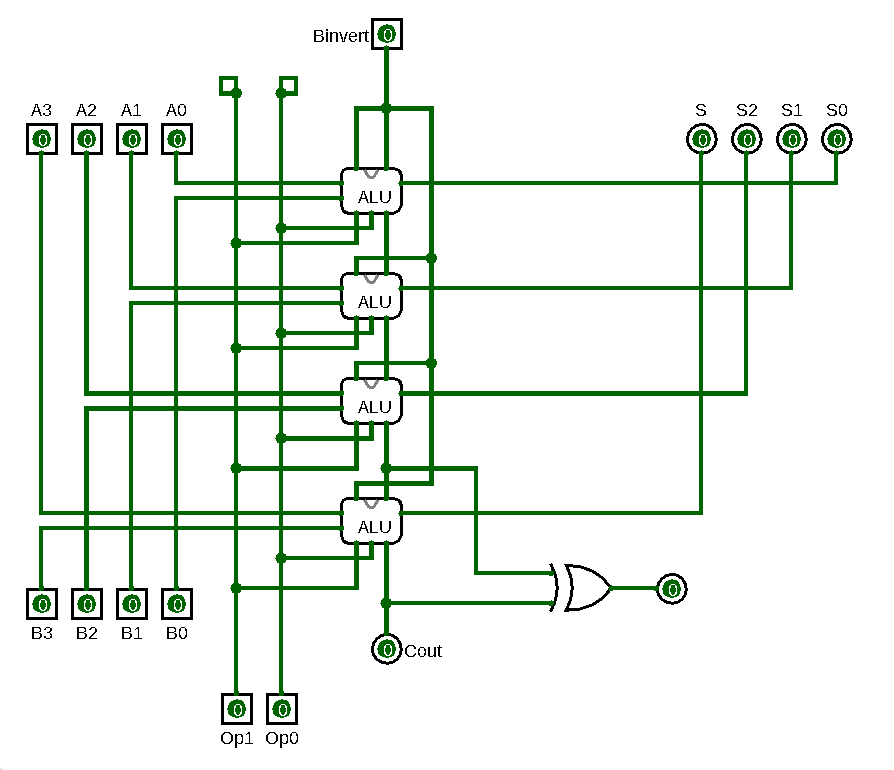 Binvert 0
A3 A2 A1 A0
0 0 0 0
S S2 S1 S0
0 0 0 0
ALU
ALU
ALU
ALU
0 0 0 0
B3 B2 B1 B0
0
0 Cout
0 0
Op1 Op0